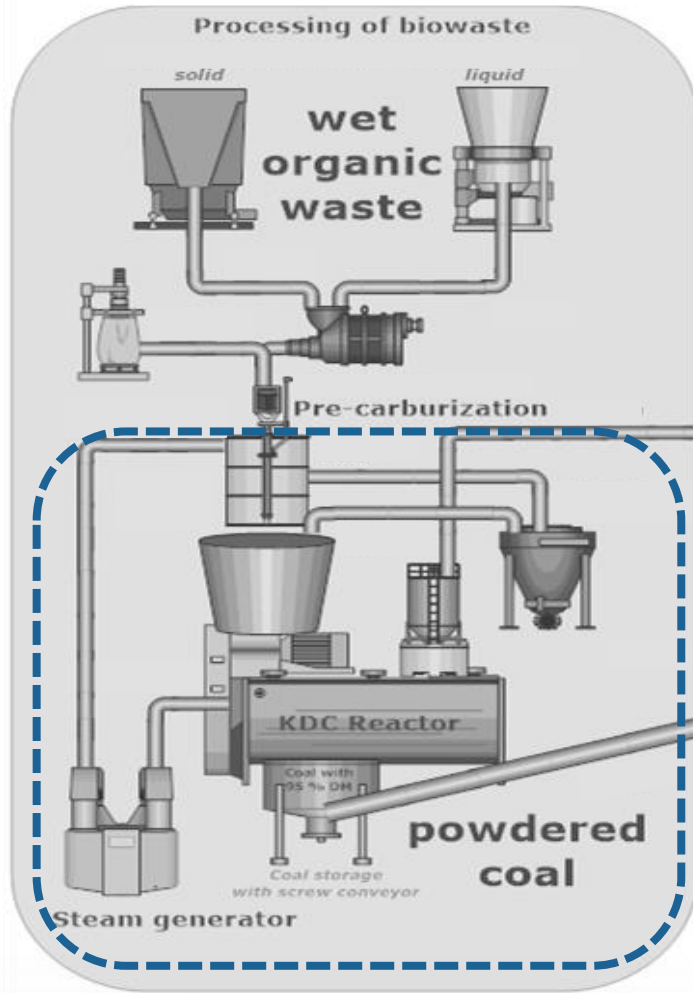 Processing of biowaste
solid
liquid
wet
organic
waste
Pre-carburization
KDC Reactor
Coal with
95 % DM
powdered
coal
Coal storage
with screw conveyor
Steam generator